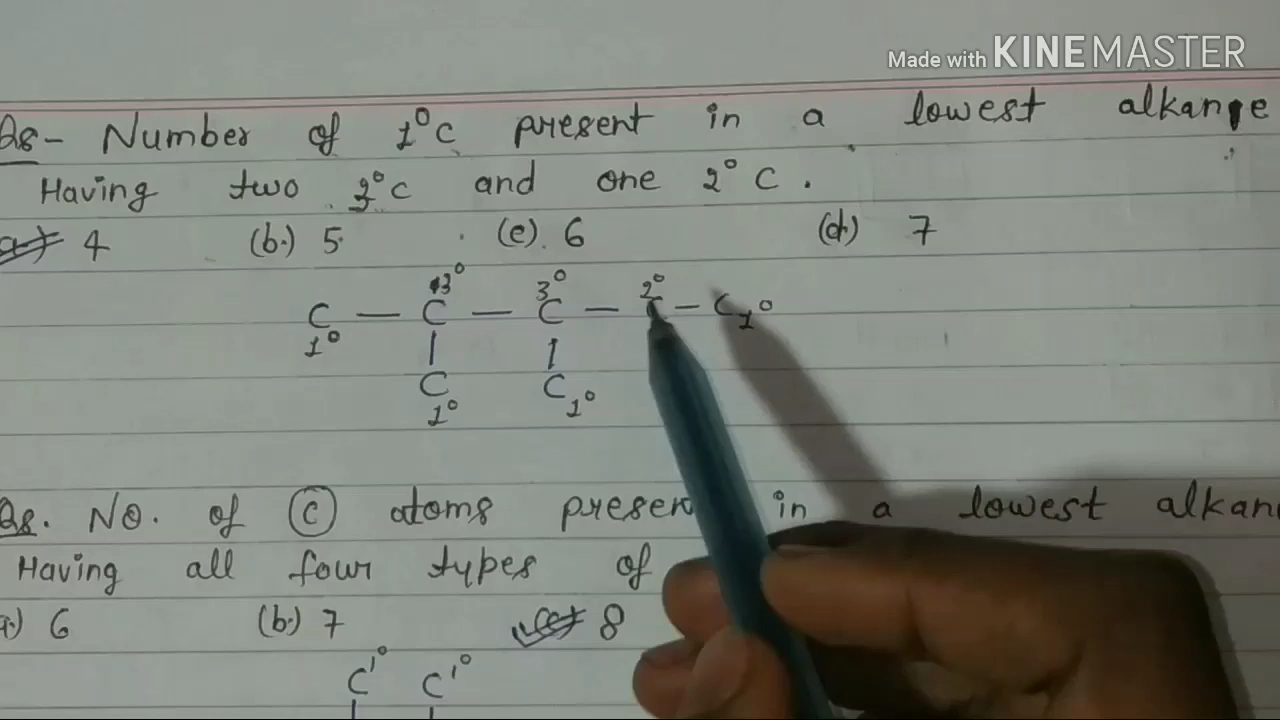 Made with KINEMASTER
Qs- Number of 1°C present in a lowest alkane
Having two 3°C and one 2° C.
a) 4 (b.) 5 (c). 6 (d.) 7
3° 3° 2°
C — C — C — C – C 1°
1° | |
C C 1°
1°
Qs. NO. of C atoms present in a lowest alkan
Having all four types of
a.) 6 (b.) 7 (c) 8
C 1° C 1°